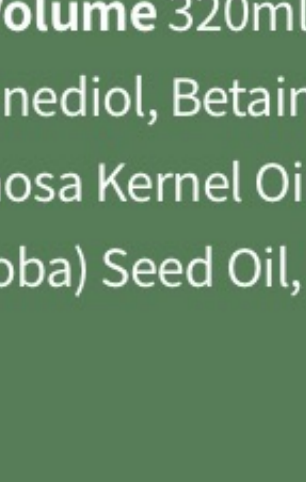 olume 320ml
nediol, Betain
osa Kernel Oi
oba) Seed Oil,